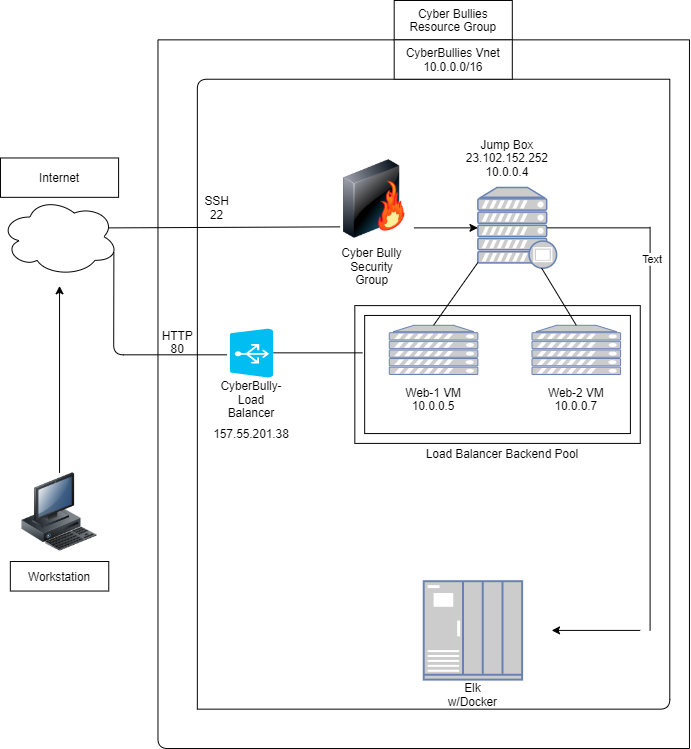 Cyber Bullies
Resource Group
CyberBullies Vnet
10.0.0.0/16
Jump Box
23.102.152.252
10.0.0.4
Internet
SSH
22
Cyber Bully
Security
Group
Text
HTTP
80
CyberBully-
Load
Balancer
157.55.201.38
Web-1 VM
10.0.0.5
Web-2 VM
10.0.0.7
Load Balancer Backend Pool
Workstation
Elk
w/Docker